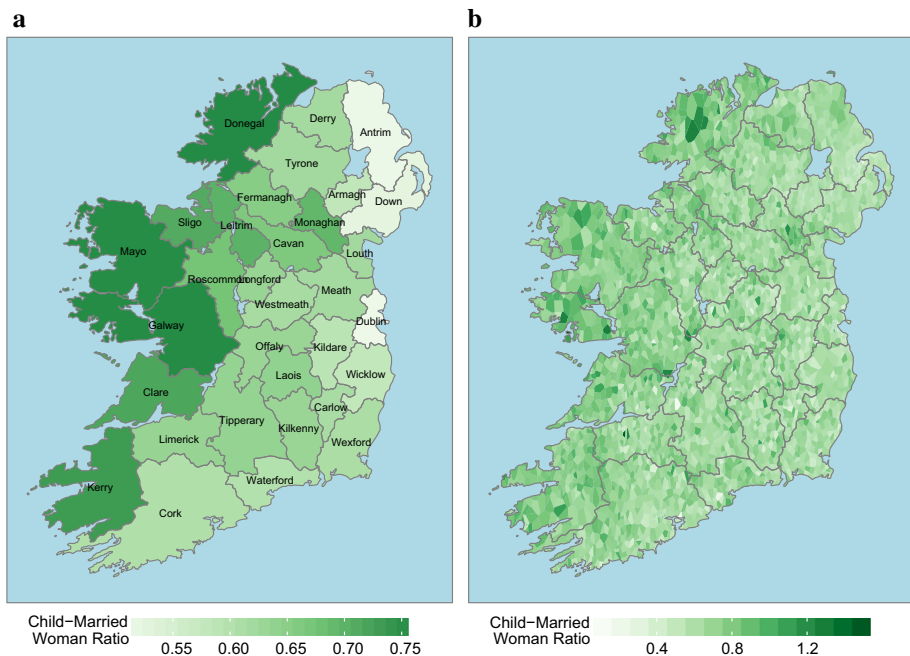 a
b
Donegal
Derry
Antrim
Tyrone
Fermanagh
Armagh
Down
Monaghan
Sligo
Leitrim
Cavan
Mayo
Louth
Roscommon
Longford
Meath
Westmeath
Galway
Dublin
Offaly
Kildare
Laois
Wicklow
Clare
Carlow
Tipperary
Kilkenny
Limerick
Wexford
Waterford
Kerry
Cork
Child−Married
Woman Ratio
0.55 0.60 0.65 0.70 0.75
Child−Married
Woman Ratio
0.4 0.8 1.2